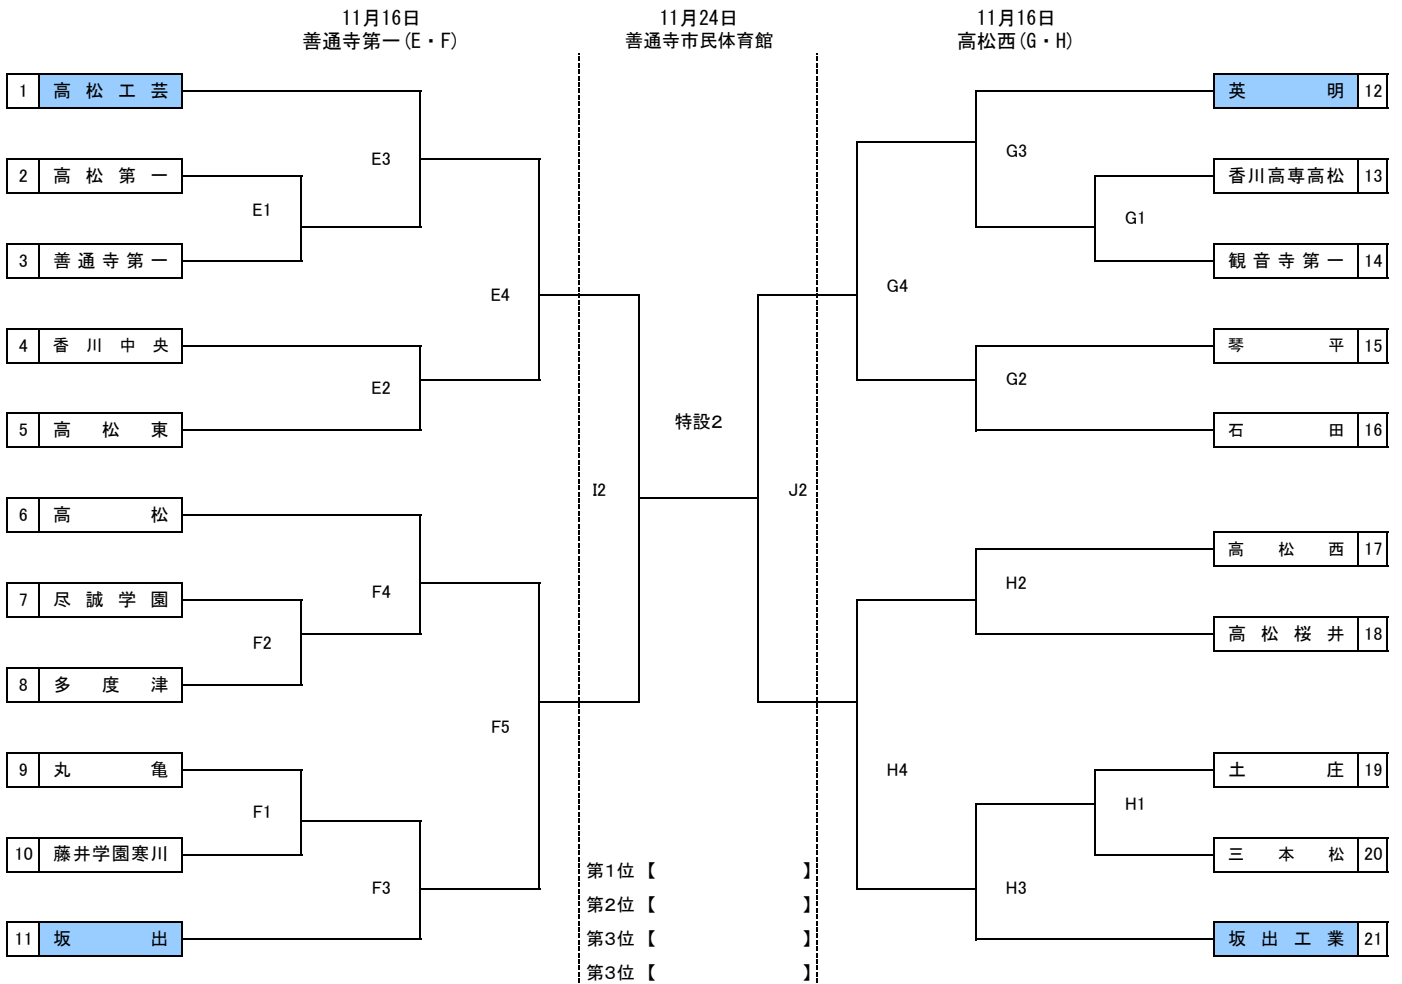 11月16日
善通寺第一(E・F)
11月24日
善通寺市民体育館
11月16日
高松西(G・H)
1 高松工芸
2 高松第一
3 善通寺第一
4 香川中央
5 高松東
6 高松
7 尽誠学園
8 多度津
9 丸亀
10 藤井学園寒川
11 坂出
E1
E3
E2
E4
F2
F4
F1
F3
F5
I2
特設2
J2
第1位【 】
第2位【 】
第3位【 】
第3位【 】
G4
H4
G3
G1
G2
H2
H1
H3
英明 12
香川高専高松 13
観音寺第一 14
琴平 15
石田 16
高松西 17
高松桜井 18
土庄 19
三本松 20
坂出工業 21